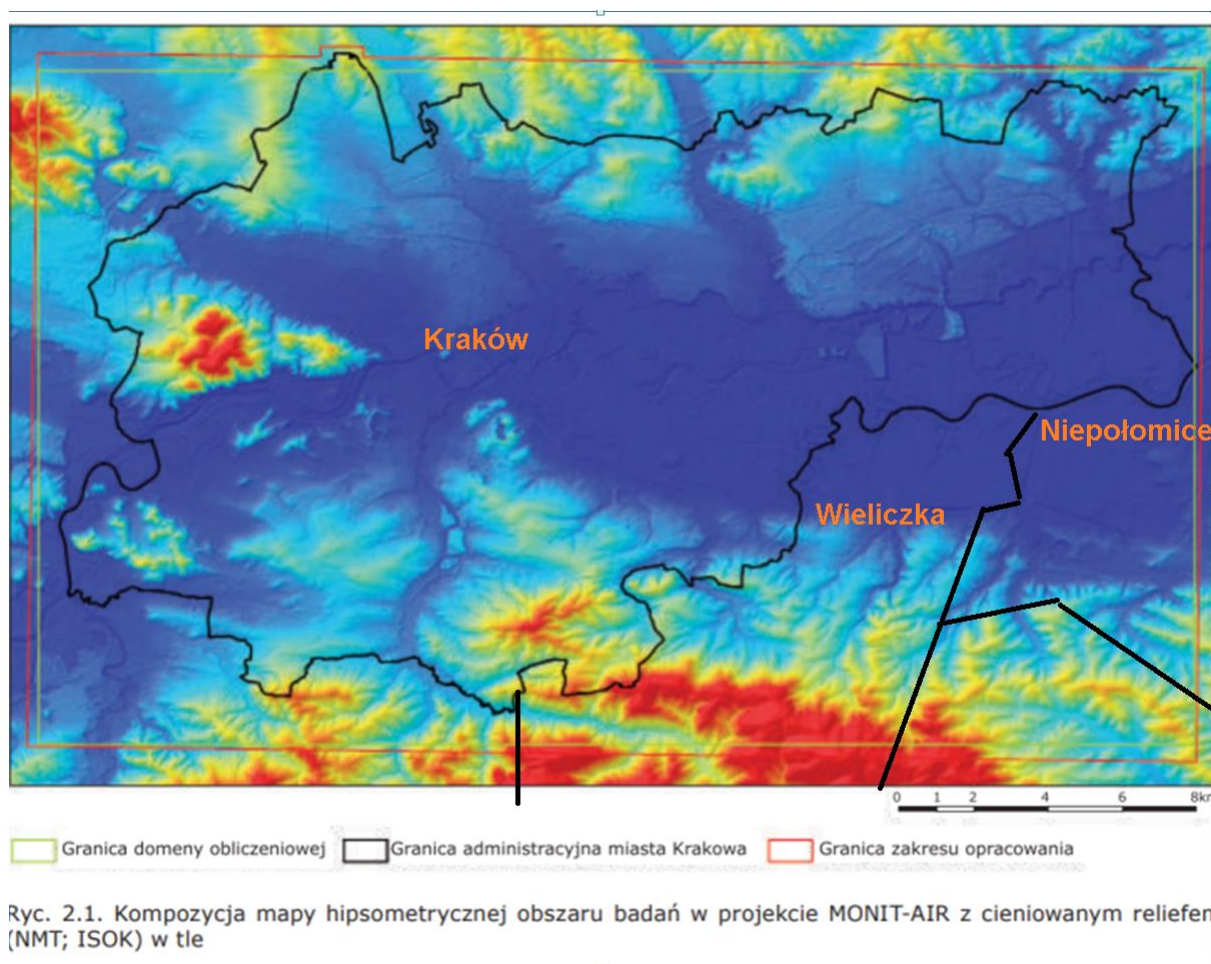 Kraków
Niepołomice
Wieliczka
0 1 2 4 6 8km
Granica domeny obliczeniowej Granica administracyjna miasta Krakowa Granica zakresu opracowania
Ryc. 2.1. Kompozycja mapy hipsometrycznej obszaru badań w projekcie MONIT-AIR z cieniowanym reliefem
(NMT; ISOK) w tle